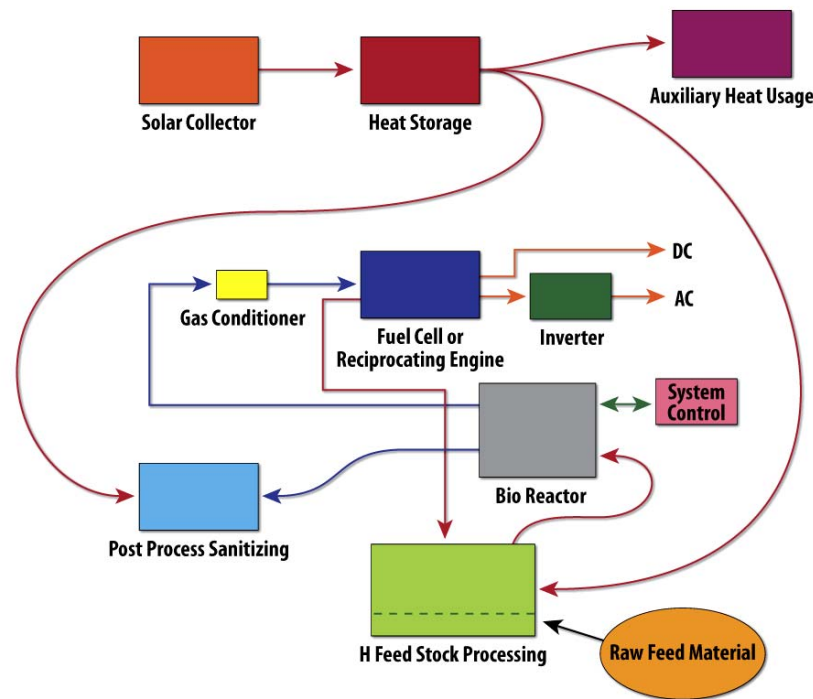 Solar Collector
Heat Storage
Auxiliary Heat Usage
Gas Conditioner
Fuel Cell or
Reciprocating Engine
Inverter
DC
AC
System
Control
Bio Reactor
Post Process Sanitizing
H Feed Stock Processing
Raw Feed Material